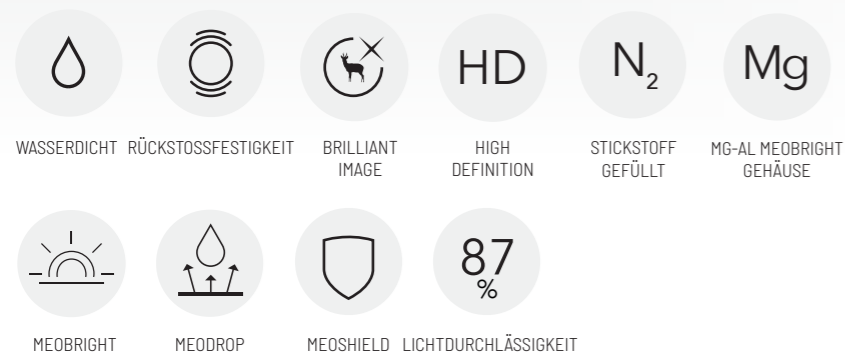 HD
N₂
Mg
WASSERDICHT
RÜCKSTOSSFESTIGKEIT
BRILLIANT
IMAGE
HIGH
DEFINITION
STICKSTOFF
GEFÜLLT
MG-AL MEOBRIGHT
GEHÄUSE
87
%
MEOBRIGHT
MEODROP
MEOSHIELD
LICHTDURCHLÄSSIGKEIT